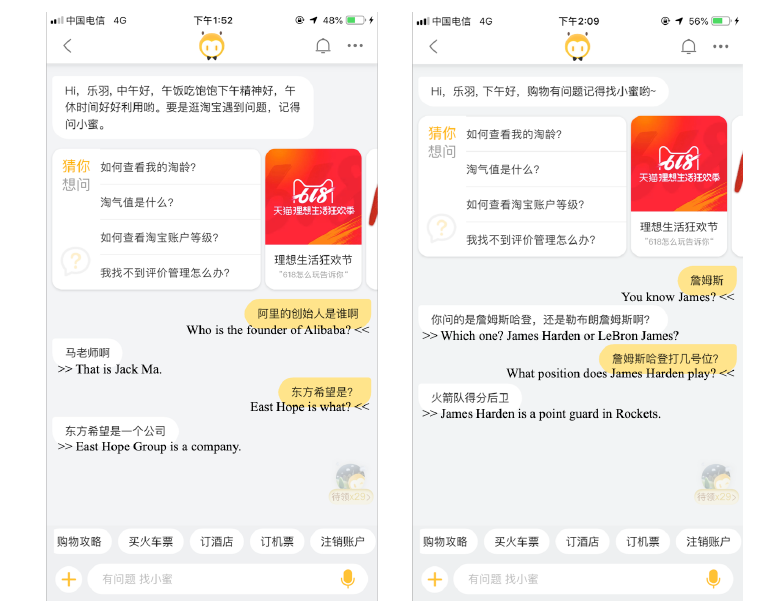 中国电信 4G 下午1:52 48%
Hi，乐羽, 中午好，午饭吃饱饱下午精神好，午
休时间好好利用哟。要是逛淘宝遇到问题，记得
问小蜜。
猜你
想问
如何查看我的淘龄?
淘气值是什么?
如何查看淘宝账户等级?
我找不到评价管理怎么办?
618
天猫理想生活狂欢季
理想生活狂欢节
"618怎么玩告诉你"
阿里的创始人是谁啊
Who is the founder of Alibaba? <<
马老师啊
>> That is Jack Ma.
东方希望是?
East Hope is what? <<
东方希望是一个公司
>> East Hope Group is a company.
待领x29
购物攻略 买火车票 订酒店 订机票 注销账户
有问题 找小蜜
中国电信 4G 下午2:09 56%
Hi，乐羽, 下午好，购物有问题记得找小蜜哟~
猜你
想问
如何查看我的淘龄?
淘气值是什么?
如何查看淘宝账户等级?
我找不到评价管理怎么办?
618
天猫理想生活狂欢季
理想生活狂欢节
"618怎么玩告诉你"
詹姆斯
You know James? <<
你问的是詹姆斯哈登，还是勒布朗詹姆斯啊?
>> Which one? James Harden or LeBron James?
詹姆斯哈登打几号位?
What position does James Harden play? <<
火箭队得分后卫
>> James Harden is a point guard in Rockets.
待领x29
购物攻略 买火车票 订酒店 订机票 注销账户
有问题 找小蜜